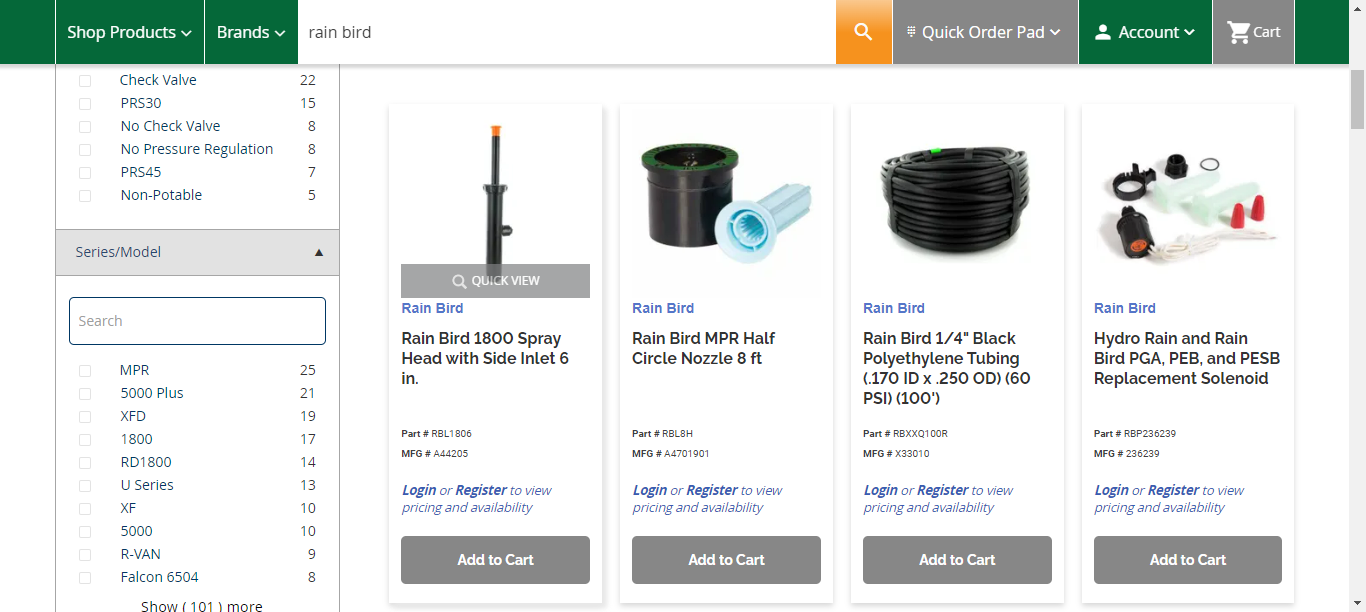 Shop Products
Brands
rain bird
Quick Order Pad
Account
Cart
Check Valve 22
PRS30 15
No Check Valve 8
No Pressure Regulation 8
PRS45 7
Non-Potable 5
Series/Model
Search
MPR 25
5000 Plus 21
XFD 19
1800 17
RD1800 14
U Series 13
XF 10
5000 10
R-VAN 9
Falcon 6504 8
Show ( 101 ) more
QUICK VIEW
Rain Bird
Rain Bird 1800 Spray
Head with Side Inlet 6
in.
Part # RBL1806
MFG # A44205
Login or Register to view
pricing and availability
Add to Cart
Rain Bird
Rain Bird MPR Half
Circle Nozzle 8 ft
Part # RBL8H
MFG # A4701901
Login or Register to view
pricing and availability
Add to Cart
Rain Bird
Rain Bird 1/4" Black
Polyethylene Tubing
(.170 ID x .250 OD) (60
PSI) (100')
Part # RBXXQ100R
MFG # X33010
Login or Register to view
pricing and availability
Add to Cart
Rain Bird
Hydro Rain and Rain
Bird PGA, PEB, and PESB
Replacement Solenoid
Part # RBP236239
MFG # 236239
Login or Register to view
pricing and availability
Add to Cart